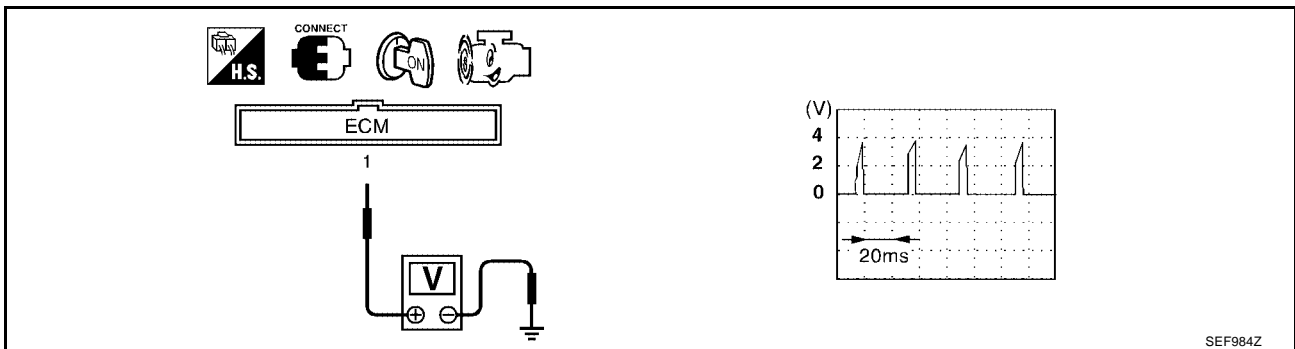 CONNECT
H.S.
ON
ECM
1
V
(V)
4
2
0
20ms
SEF984Z